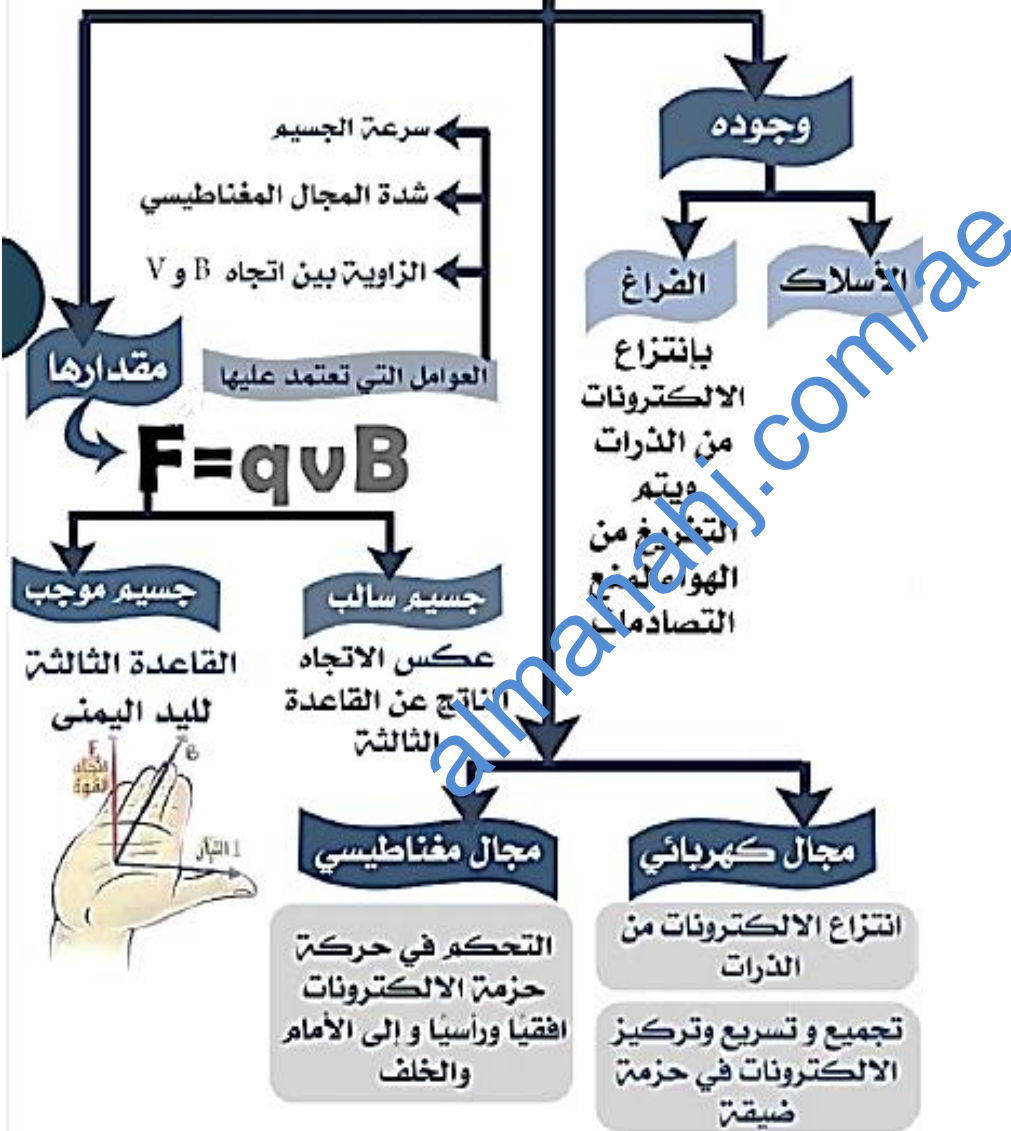 وجوده
الأسلاك
الفراغ
بإنتزاع
الالكترونات
من الذرات
ويتم
التفريغ من
الهواء لمنع
التصادمات
سرعة الجسيم
شدة المجال المغناطيسي
الزاوية بين اتجاه B و V
العوامل التي تعتمد عليها
مقدارها
F=qvB
جسيم سالب
عكس الاتجاه
الناتج عن القاعدة
الثالثة
جسيم موجب
القاعدة الثالثة
لليد اليمنى
F
اتجاه
القوة
B
التيار I
مجال كهربائي
انتزاع الالكترونات من
الذرات
تجميع و تسريع وتركيز
الالكترونات في حزمة
ضيقة
مجال مغناطيسي
التحكم في حركة
حزمة الالكترونات
افقيًا ورأسيًا و إلى الأمام
والخلف
almanahj.com/ae